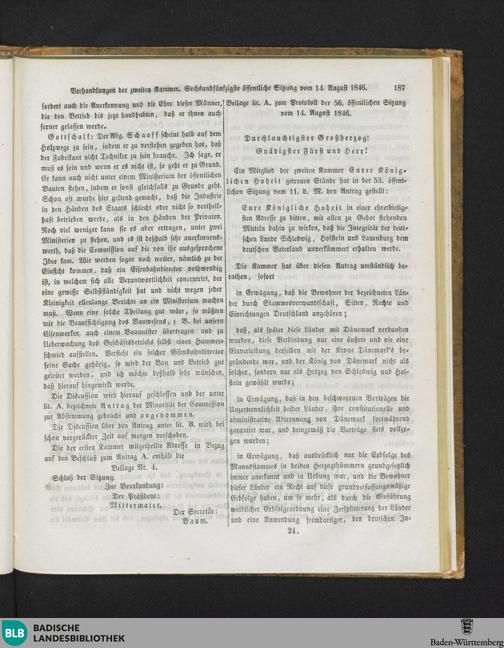 Verhandlungen der zweiten Kammer. Sechsundfünfzigste öffentliche Sitzung vom 14. August 1846. 187
fordert auch die Anerkennung und die Ehre dieser Männer,
die den Betrieb bis jezt handhabten, daß er ihnen auch
ferner gelassen werde.
Gottschalk: Der Abg. Schaaff scheint halb auf dem
Holzwege zu sein, indem er zu verstehen gegeben hat, daß
der Fabrikant nicht Techniker zu sein brauche. Ich sage, er
muß es sein und wenn er es nicht ist, so geht er zu Grund.
Er kann auch nicht unter einem Ministerium der öffentlichen
Bauten stehen, indem er sonst gleichfalls zu Grunde geht.
Schon oft wurde hier geltend gemacht, daß die Industrie
in den Händen des Staats schlecht oder nicht so vortheil-
haft betrieben werde, als in den Händen der Privaten.
Noch viel weniger kann sie es aber ertragen, unter zwei
Ministerien zu stehen, und es ist deßhalb sehr anerkennens-
werth, daß die Commission auf die von ihr ausgesprochene
Idee kam. Wir werden sogar noch weiter, nämlich zu der
Einsicht kommen, daß ein Eisenbahndirector nothwendig
ist, in welchem sich alle Verantwortlichkeit concentrirt, der
eine gewisse Selbstständigkeit hat und nicht wegen jeder
Kleinigkeit ellenlange Berichte an ein Ministerium machen
muß. Wenn eine solche Theilung gut wäre, so müßten
wir die Beaufsichtigung des Bauwesens, z. B. bei unsern
Eisenwerken, auch einem Baumeister übertragen und zu
Ueberwachung des Geschäftsbetriebs selbst einen Hammer-
schmied aufstellen. Versteht ein solcher Eisenbahndirector
seine Sache gehörig, so wird der Bau und Betrieb gut
geleitet werden, und ich möchte deßhalb sehr wünschen,
daß hierauf hingewirkt werde.
Die Discussion wird hierauf geschlossen und der unter
lit. A. bezeichnete Antrag der Minorität der Commission
zur Abstimmung gebracht und angenommen.
Die Discussion über den Antrag unter lit. B. wird bei
schon vorgerückter Zeit auf morgen verschoben.
Die der ersten Kammer mitgetheilte Adresse in Bezug
auf den Beschluß zum Antrag A. enthält die
Beilage Nr. 4.
Schluß der Sitzung.
Zur Beurkundung:
Der Präsident:
Mittermaier.
Der Secretär:
Baum.
Beilage lit. A. zum Protokoll der 56. öffentlichen Sitzung
vom 14. August 1846.
Durchlauchtigster Großherzog!
Gnädigster Fürst und Herr!
Ein Mitglied der zweiten Kammer Eurer König-
lichen Hoheit getreuen Stände hat in der 53. öffent-
lichen Sitzung vom 11. d. M. den Antrag gestellt:
Eure Königliche Hoheit in einer ehrerbietig-
sten Adresse zu bitten, mit allen zu Gebot stehenden
Mitteln dahin zu wirken, daß die Integrität der deut-
schen Lande Schleswig, Holstein und Lauenburg dem
deutschen Vaterland unverkümmert erhalten werde.
Die Kammer hat über diesen Antrag umständlich be-
rathen, sofort
in Erwägung, daß die Bewohner der bezeichneten Län-
der durch Stammesverwandtschaft, Sitten, Rechte und
Einrichtungen Deutschland angehören;
daß, als später diese Länder mit Dänemark verbunden
worden, diese Verbindung nur eine äußere und nie eine
Einverleibung derselben mit der Krone Dänemark's be-
gründende war, und der König von Dänemark nicht als
solcher, sondern nur als Herzog von Schleswig und Hol-
stein gewählt wurde;
in Erwägung, daß in den beschworenen Verträgen die
Unzertrennlichkeit beider Länder, ihre constitutionelle und
administrative Abtrennung von Dänemark fortwährend
garantirt war, und demgemäß die Verträge stets vollzo-
gen wurden;
in Erwägung, daß ausdrücklich nur die Erbfolge des
Mannsstammes in beiden Herzogthümern grundgesetzlich
immer anerkannt und in Uebung war, und die Bewohner
dieser Länder ein Recht auf diese grundverfassungsmäßige
Erbfolge haben, um so mehr, als durch die Einführung
weiblicher Erbfolgeordnung eine Zersplitterung der Länder
und eine Anwendung fremdartiger, den deutschen In-
24.
BLB BADISCHE
LANDESBIBLIOTHEK
Baden-Württemberg